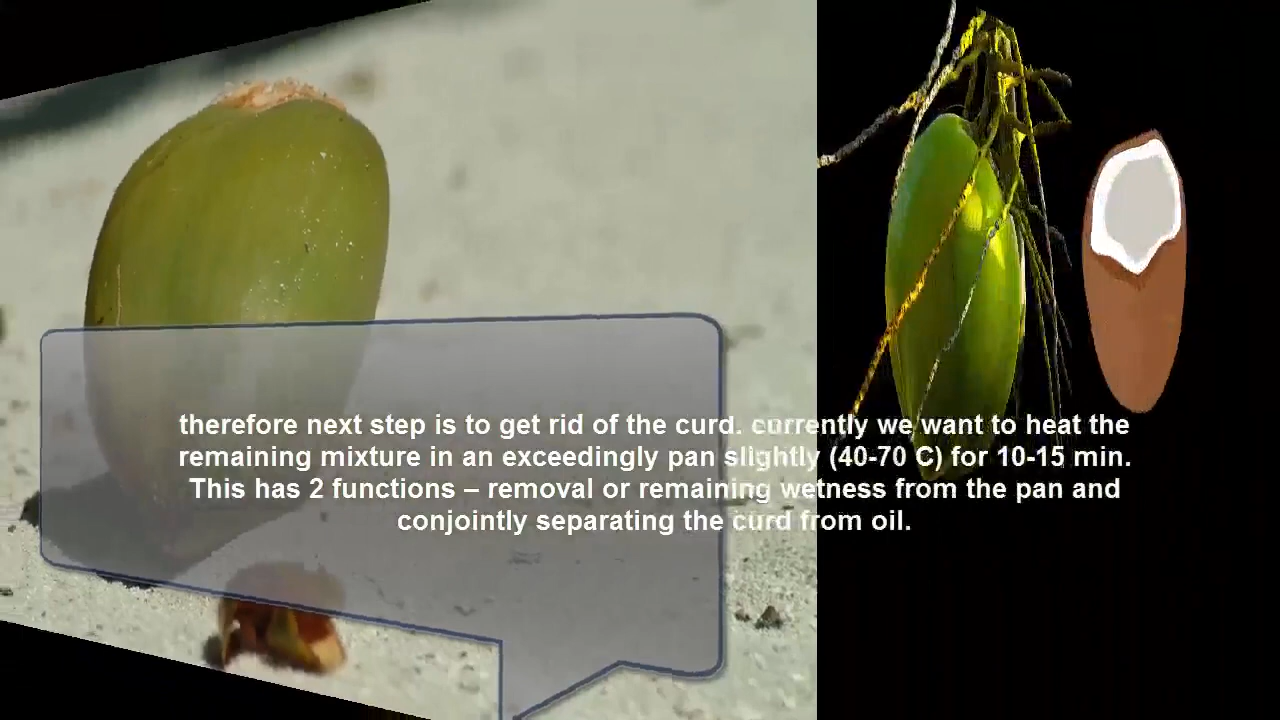 therefore next step is to get rid of the curd. currently we want to heat the
remaining mixture in an exceedingly pan slightly (40-70 C) for 10-15 min.
This has 2 functions – removal or remaining wetness from the pan and
conjointly separating the curd from oil.